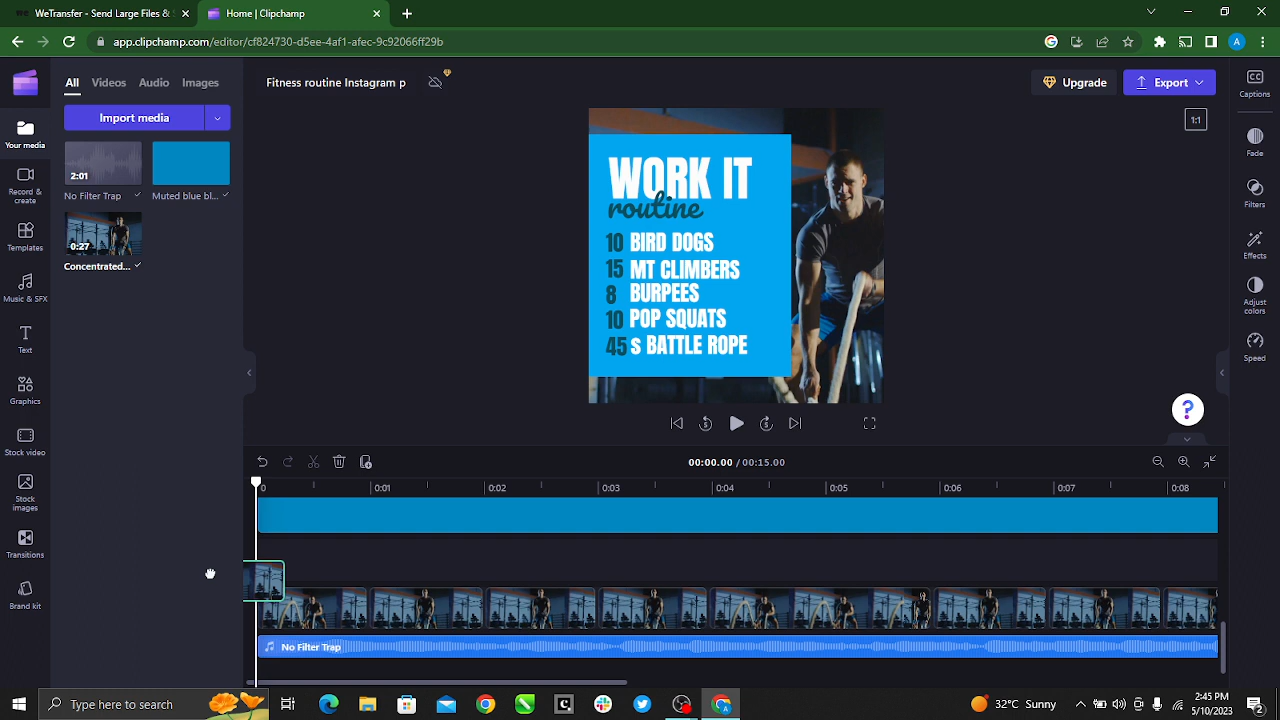 WeTransfer - Send Large Files &
Home | Clipchamp
app.clipchamp.com/editor/cf824730-d5ee-4af1-afec-9c92066ff29b
A
All Videos Audio Images
Fitness routine Instagram p
Upgrade
Export
CC
Captions
Import media
1:1
Your media
2:01
No Filter Trap
Muted blue bl...
0:27
Concentrated...
Record & create
Templates
Music & SFX
Text
Graphics
Stock video
Stock images
Transitions
Brand kit
Fade
Filters
Effects
Adjust colors
Speed
WORK IT
routine
10 BIRD DOGS
15 MT CLIMBERS
8 BURPEES
10 POP SQUATS
45 s BATTLE ROPE
5
5
?
00:00.00 / 00:15.00
0 0:01 0:02 0:03 0:04 0:05 0:06 0:07 0:08
No Filter Trap
Type here to search
32°C Sunny
2:45 PM
5/10/2023
2